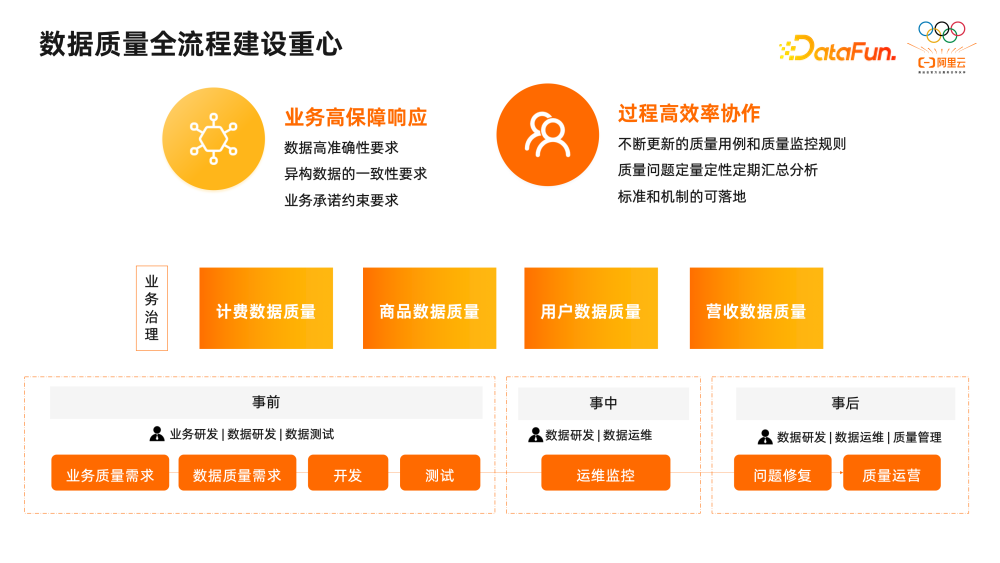 数据质量全流程建设重心
DataFun.
阿里云
业务高保障响应
数据高准确性要求
异构数据的一致性要求
业务承诺约束要求
过程高效率协作
不断更新的质量用例和质量监控规则
质量问题定量定性定期汇总分析
标准和机制的可落地
业务治理
计费数据质量
商品数据质量
用户数据质量
营收数据质量
事前
业务研发 | 数据研发 | 数据测试
业务质量需求
数据质量需求
开发
测试
事中
数据研发 | 数据运维
运维监控
事后
数据研发 | 数据运维 | 质量管理
问题修复
质量运营